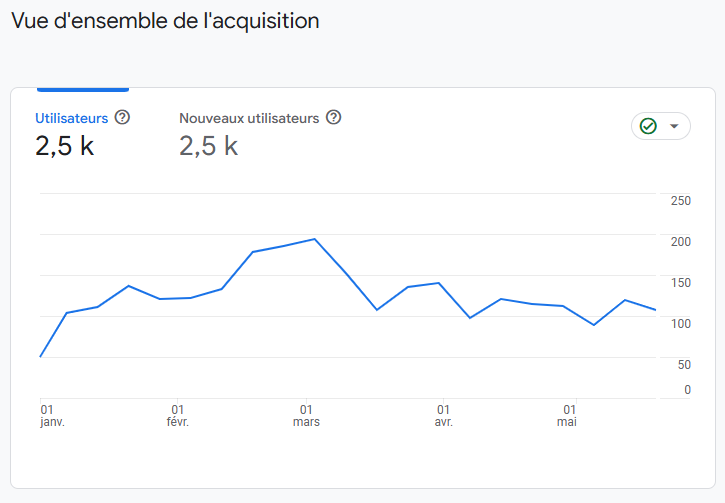 Vue d'ensemble de l'acquisition
Utilisateurs
Nouveaux utilisateurs
2,5 k
2,5 k
250
200
150
100
50
0
01 janv.
01 févr.
01 mars
01 avr.
01 mai